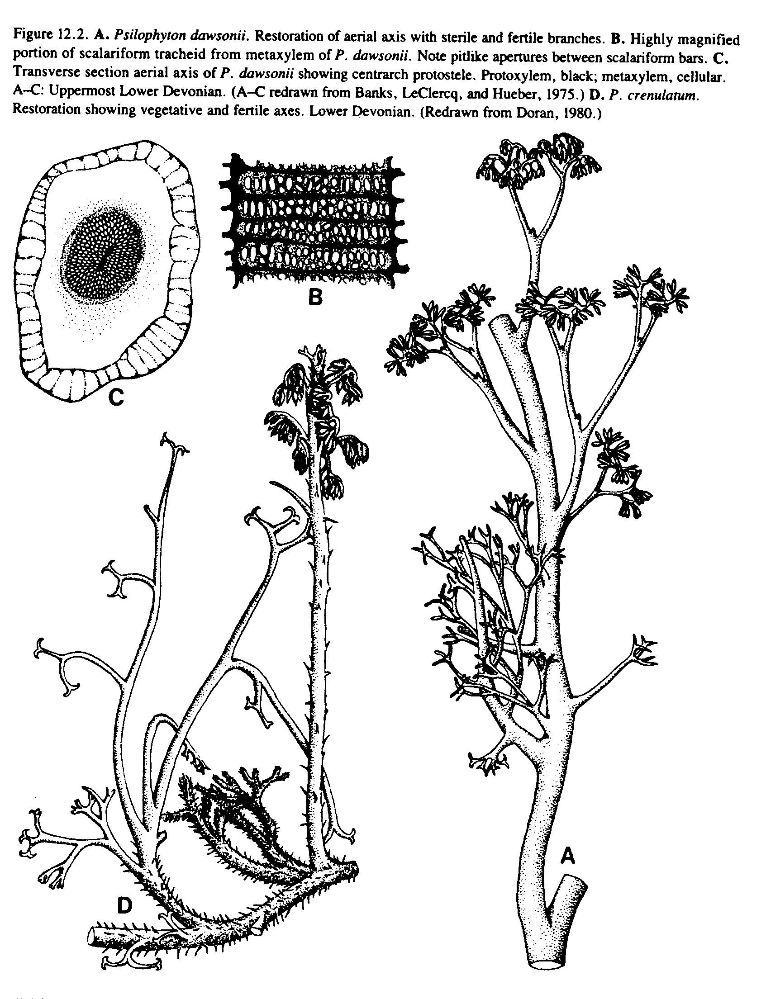 Figure 12.2. A. Psilophyton dawsonii. Restoration of aerial axis with sterile and fertile branches. B. Highly magnified
portion of scalariform tracheid from metaxylem of P. dawsonii. Note pitlike apertures between scalariform bars. C.
Transverse section aerial axis of P. dawsonii showing centrarch protostele. Protoxylem, black; metaxylem, cellular.
A–C: Uppermost Lower Devonian. (A–C redrawn from Banks, LeClercq, and Hueber, 1975.) D. P. crenulatum.
Restoration showing vegetative and fertile axes. Lower Devonian. (Redrawn from Doran, 1980.)
B
C
A
D